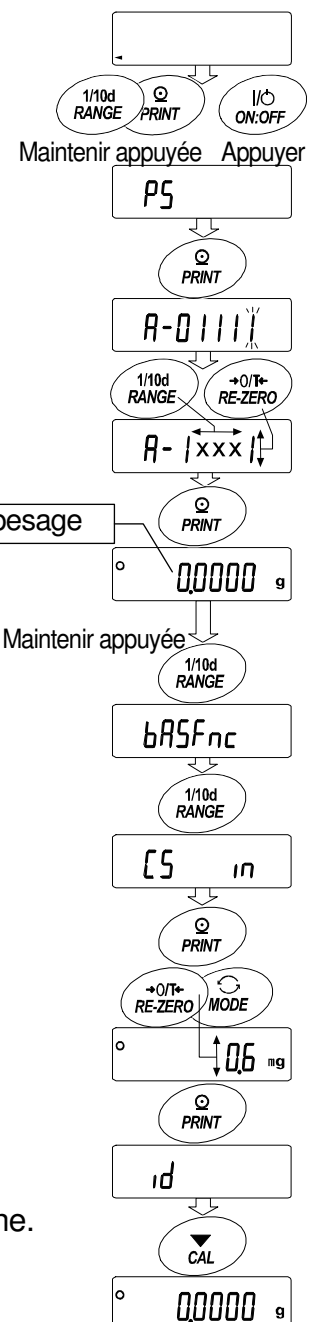 1/10d
RANGE
PRINT
ON:OFF
Maintenir appuyée Appuyer
PS
PRINT
A-01111
1/10d
RANGE
→0/T←
RE-ZERO
A-1xxx1
PRINT
pesage
0.0000 g
Maintenir appuyée
1/10d
RANGE
bASFnc
1/10d
RANGE
CS in
PRINT
→0/T←
RE-ZERO
MODE
0.6 mg
PRINT
id
ne.
CAL
0.0000 g